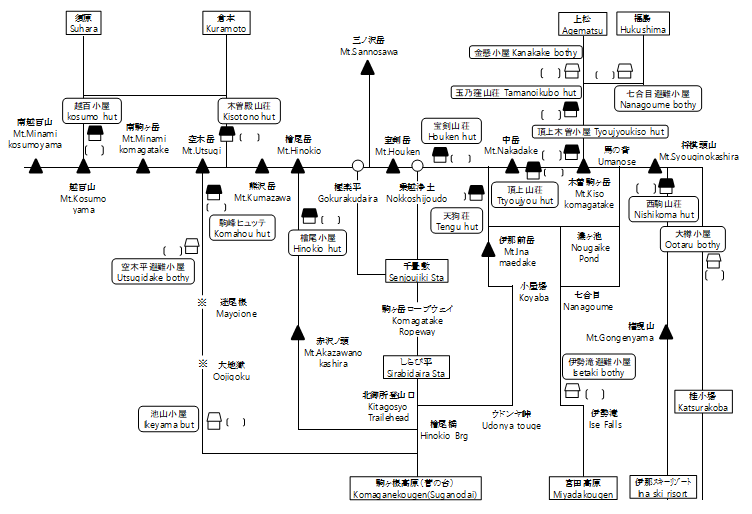 須原
Suhara
倉本
Kuramoto
三ノ沢岳
Mt.Sannosawa
上松
Agematsu
福島
Hukushima
金懸小屋 Kanakake bothy
( )
( )
玉乃窪山荘 Tamanoikubo hut
七合目避難小屋
Nanagoume bothy
越百小屋
kosumo hut
( )
木曽殿山荘
Kisotono hut
( )
宝剣山荘
Houken hut
( )
頂上木曽小屋 Tyoujyoukiso hut
南越百山
Mt.Minami
kosumoyama
南駒ヶ岳
Mt.Minami
komagatake
空木岳
Mt.Utsugi
檜尾岳
Mt.Hinokio
宝剣岳
Mt.Houken
中岳
Mt.Nakadake
馬の背
Umanose
将棋頭山
Mt.Syouginokashira
越百山
Mt.Kosumo
yama
熊沢岳
Mt.Kumazawa
極楽平
Gokurakudaira
乗越浄土
Nokkoshijoudo
天狗荘
Tengu hut
( )
頂上山荘
Ttyoujyou hut
( )
木曽駒ヶ岳
Mt.Kiso
komagatake
西駒山荘
Nishikoma hut
( )
駒峰ヒュッテ
Komahou hut
( )
檜尾小屋
Hinokio hut
( )
大樽小屋
Ootaru bothy
( )
空木平避難小屋
Utsugidake bothy
( )
千畳敷
Senjoujiki Sta
伊那前岳
Mt.Ina
maedake
濃ヶ池
Nougaike
Pond
小屋場
Koyaba
七合目
Nanagoume
※
迷尾根
Mayoione
駒ヶ岳ロープウェイ
Komagatake
Ropeway
赤沢ノ頭
Mt.Akazawano
kashira
権現山
Mt.Gongenyama
※
大地獄
Oojigoku
しらび平
Sirabidaira Sta
伊勢滝避難小屋
Isetaki bothy
( )
北御所登山口
Kitagosyo
Trailehead
桂小場
Katsurakoba
池山小屋
Ikeyama but
( )
檜尾橋
Hinokio Brg
ウドンヤ峠
Udonya touge
伊勢滝
Ise Falls
駒ヶ根高原(菅の台)
Komaganekougen(Suganodai)
宮田高原
Miyadakougen
伊那スキーリゾート
Ina ski risort